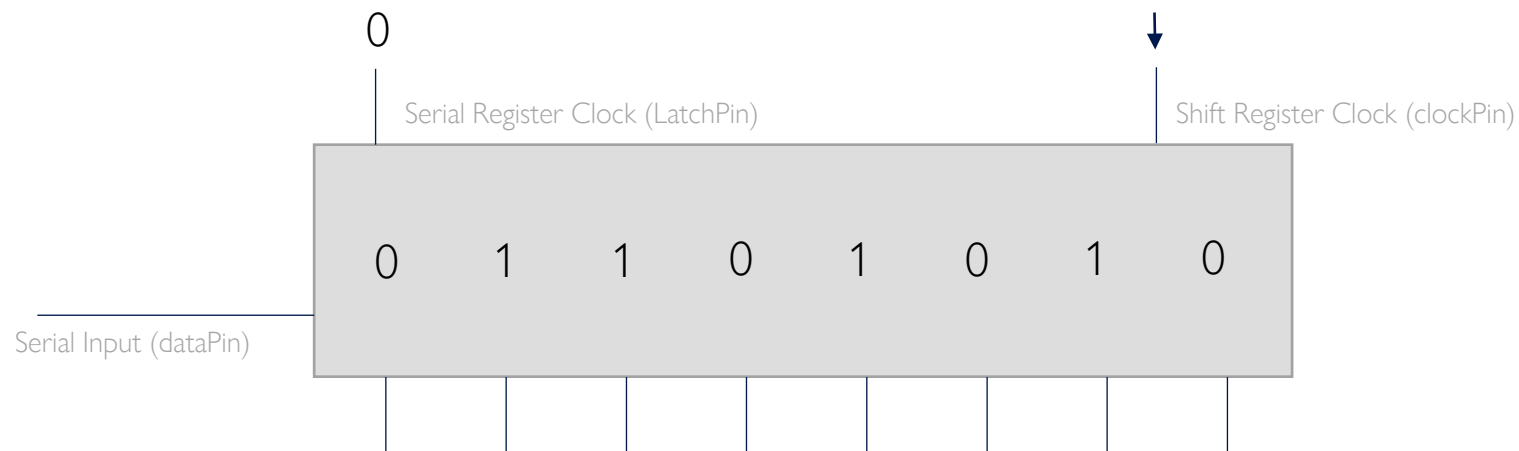 0
Serial Register Clock (LatchPin)
Shift Register Clock (clockPin)
0 1 1 0 1 0 1 0
Serial Input (dataPin)